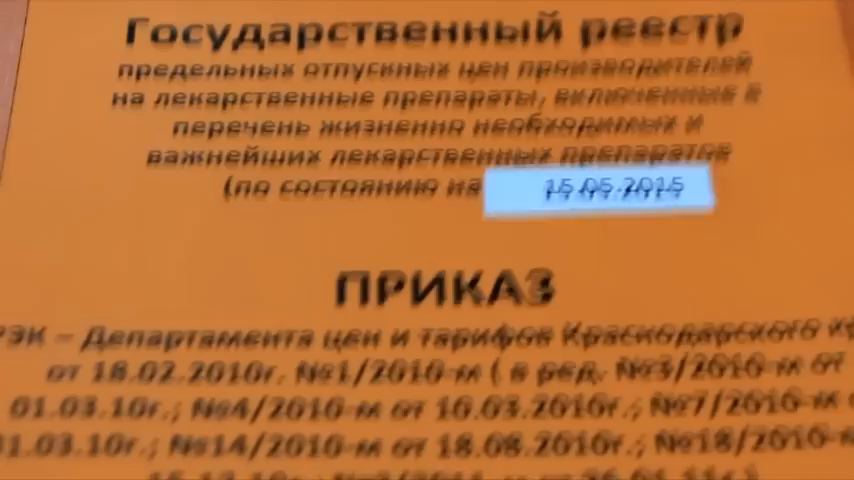 Государственный реестр
предельных отпускных цен производителей
на лекарственные препараты, включенные в
перечень жизненно необходимых и
важнейших лекарственных препаратов
(по состоянию на 15.05.2015
ПРИКАЗ
РЭК – Департамента цен и тарифов Краснодарского
от 18.02.2010г. №1/2010-м ( в ред. №3/2010-м от
01.03.10г.; №4/2010-м от 10.03.2010г.; №7/2010-м
.03.10г.; №14/2010-м от 18.08.2010г.; №18/2010-м